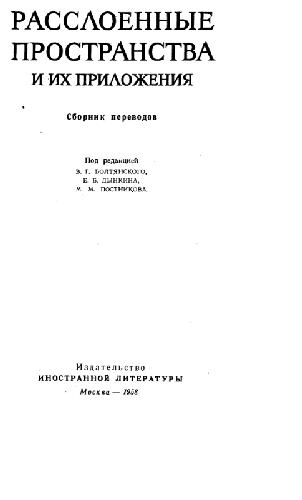 РАССЛОЕННЫЕ
ПРОСТРАНСТВА
И ИХ ПРИЛОЖЕНИЯ
Сборник переводов
Под редакцией
В. Г. БОЛТЯНСКОГО,
Е. Б. ДЫНКИНА,
М. М. ПОСТНИКОВА
Издательство
ИНОСТРАННОЙ ЛИТЕРАТУРЫ
Москва — 1958